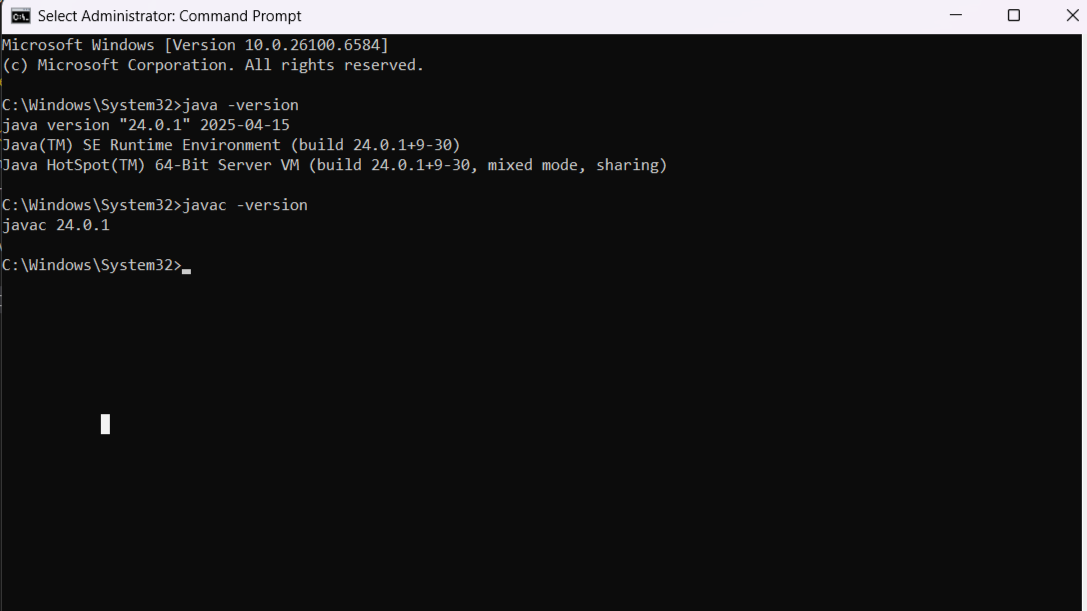 Select Administrator: Command Prompt
Microsoft Windows [Version 10.0.26100.6584]
(c) Microsoft Corporation. All rights reserved.
C:\Windows\System32>java -version
java version "24.0.1" 2025-04-15
Java(TM) SE Runtime Environment (build 24.0.1+9-30)
Java HotSpot(TM) 64-Bit Server VM (build 24.0.1+9-30, mixed mode, sharing)
C:\Windows\System32>javac -version
javac 24.0.1
C:\Windows\System32>